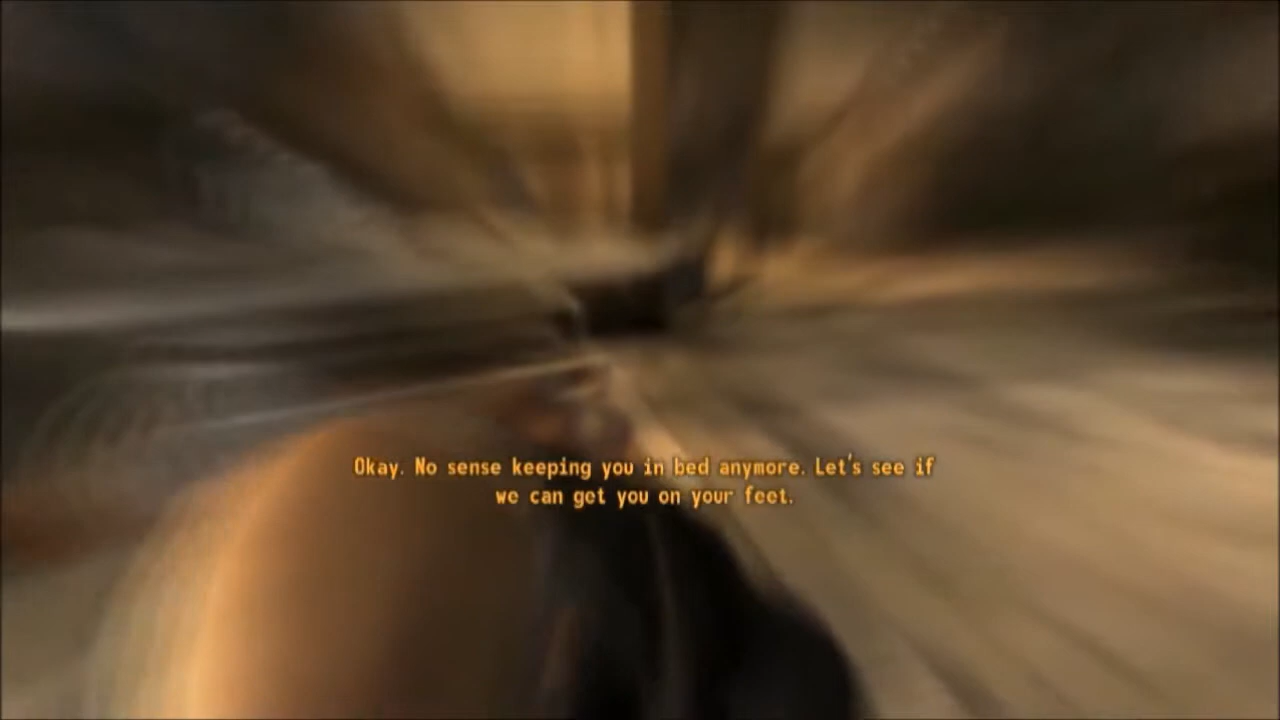 Okay. No sense keeping you in bed anymore. Let's see if
we can get you on your feet.